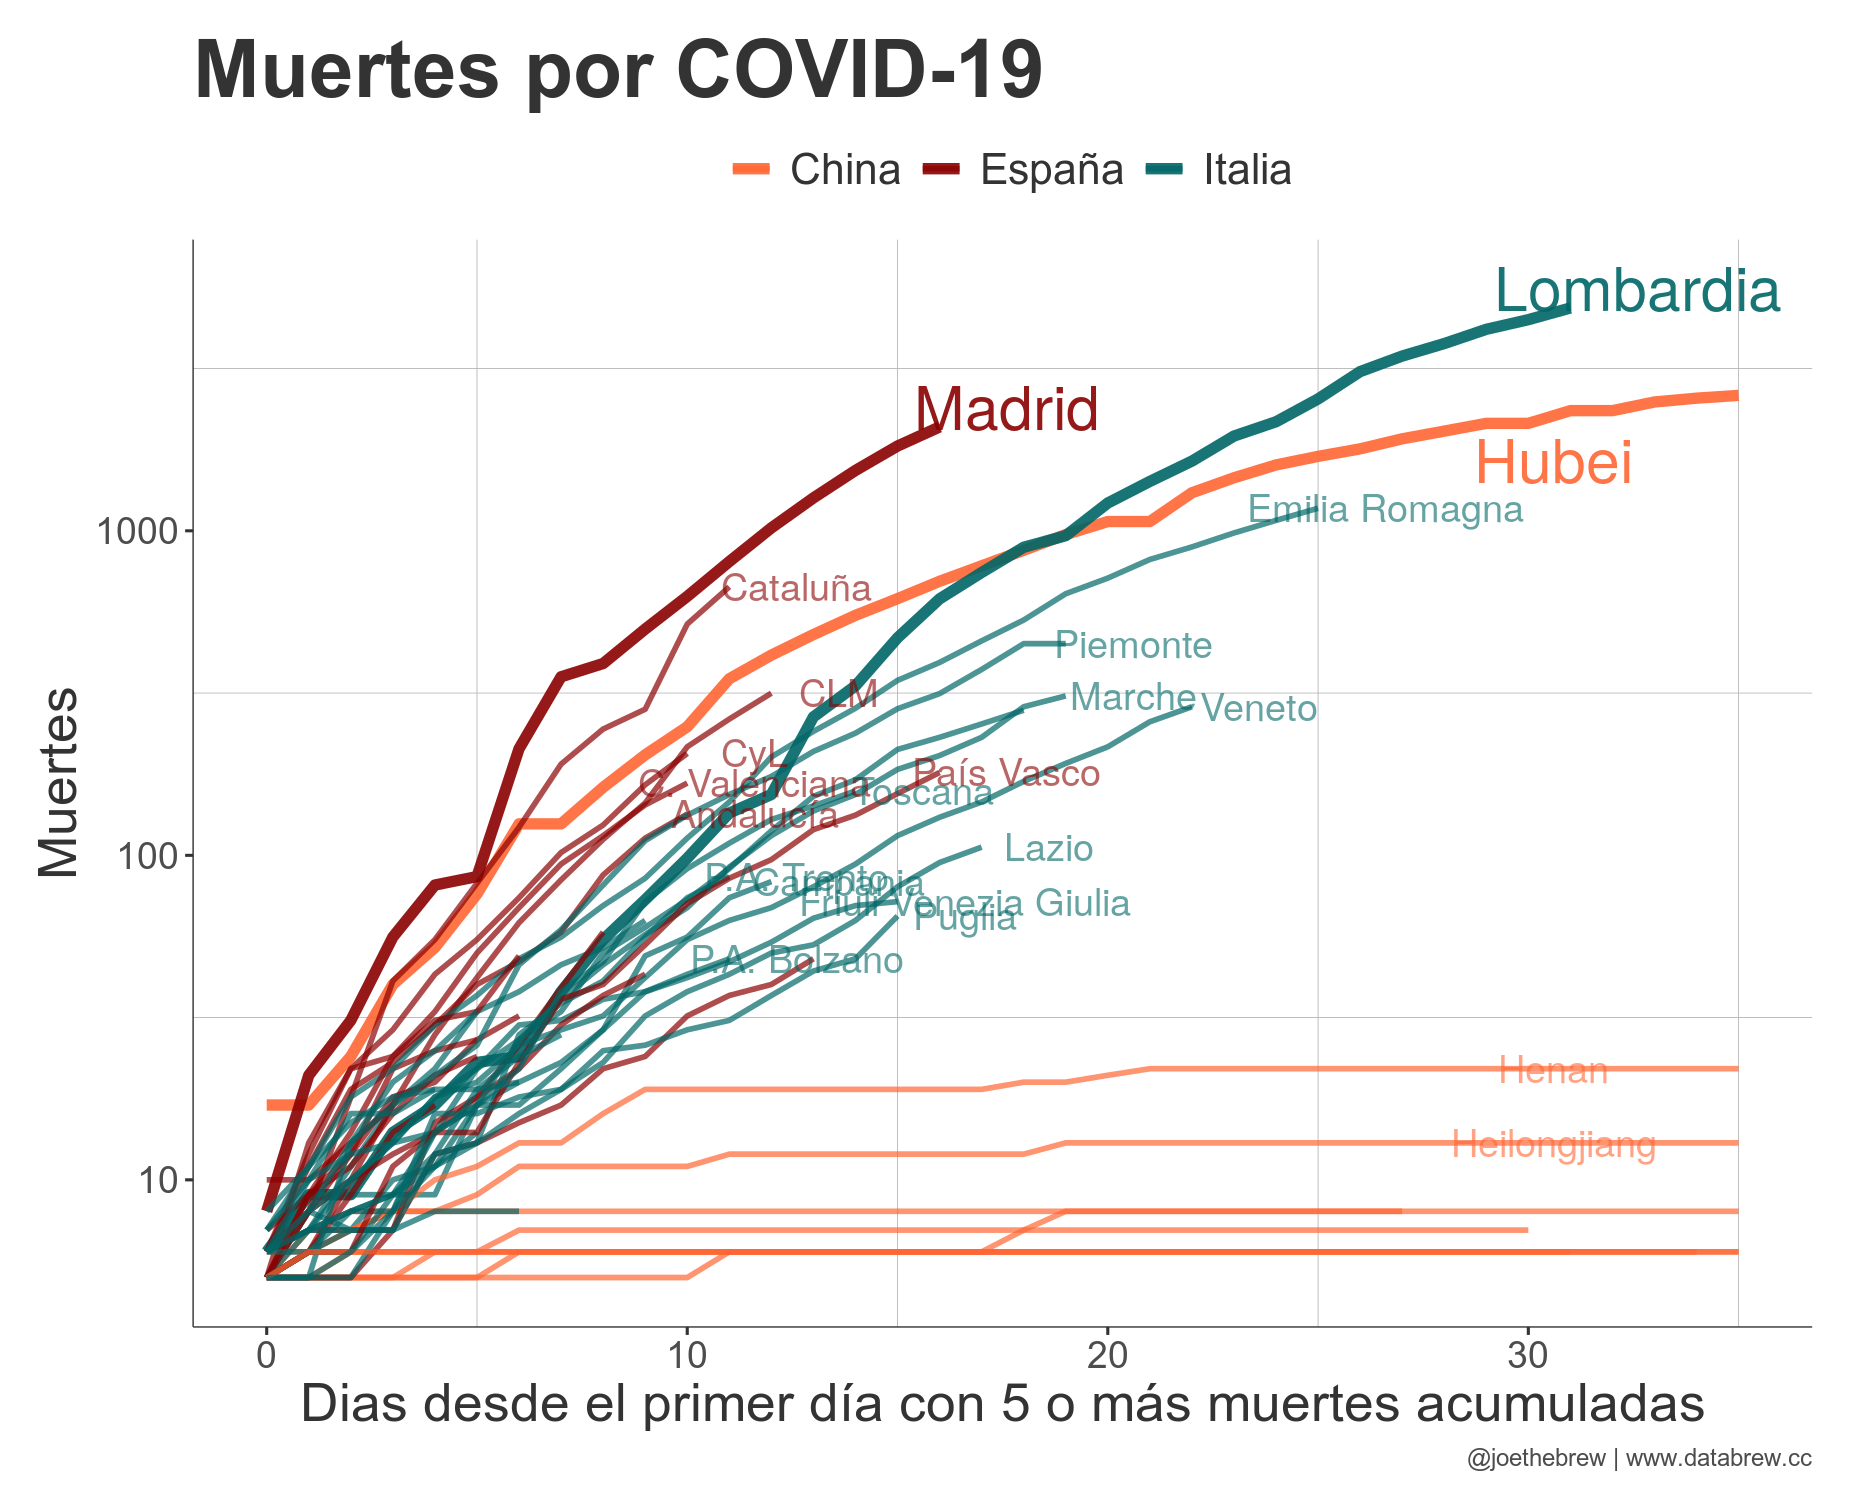 Muertes por COVID-19
China España Italia
Muertes
1000
100
10
Lombardia
Madrid
Hubei
Emilia Romagna
Cataluña
Piemonte
CLM
Marche
Veneto
CyL
País Vasco
C. Valenciana
Toscana
Andalucía
Lazio
P.A. Trento
Campania
Friuli Venezia Giulia
Puglia
P.A. Bolzano
Henan
Heilongjiang
0 10 20 30
Dias desde el primer día con 5 o más muertes acumuladas
@joethebrew | www.databrew.cc